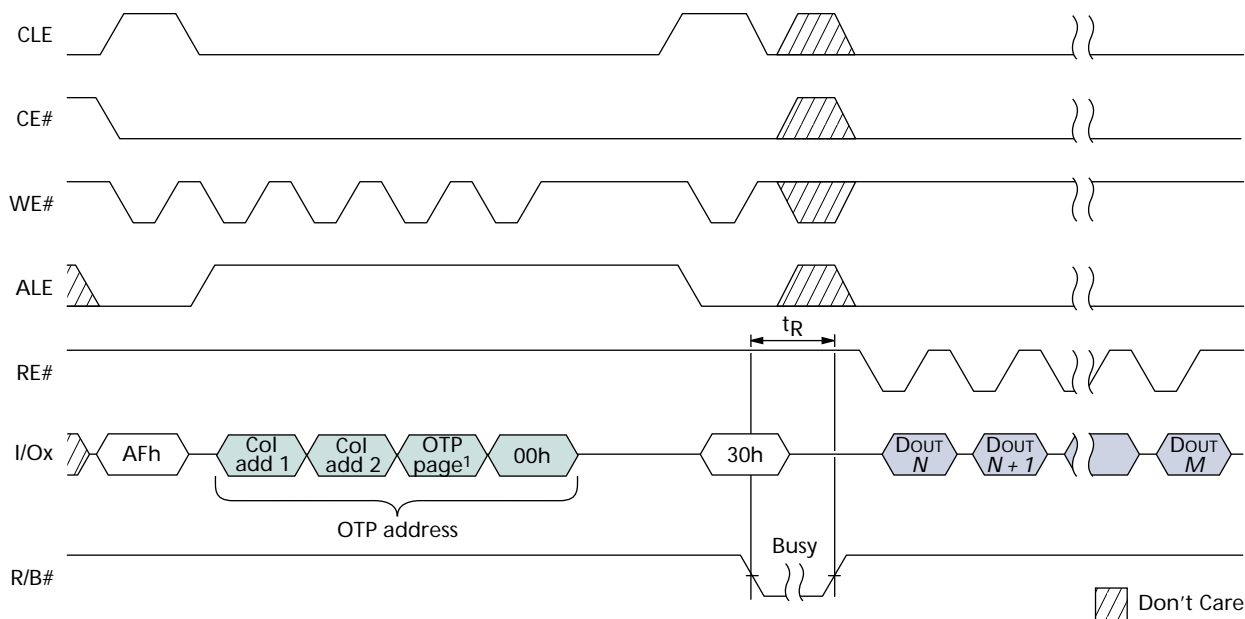 CLE
CE#
WE#
ALE
tR
RE#
I/Ox
AFh
Col
add 1
Col
add 2
OTP
page1
00h
30h
DOUT
N
DOUT
N + 1
DOUT
M
OTP address
Busy
R/B#
Don't Care